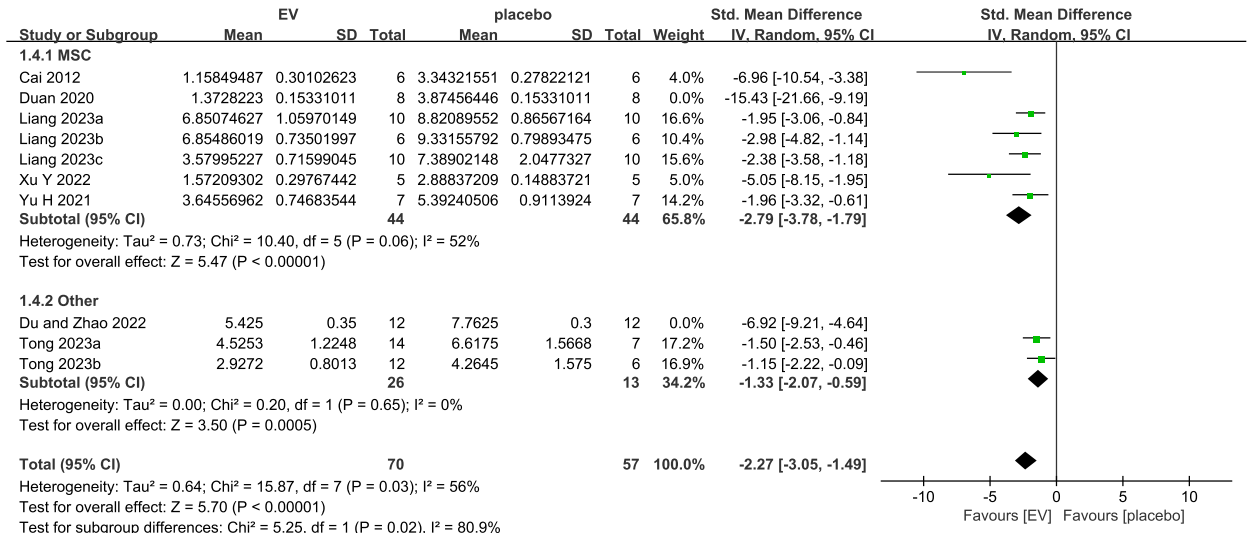 EV placebo Std. Mean Difference Std. Mean Difference
Study or Subgroup Mean SD Total Mean SD Total Weight IV, Random, 95% CI IV, Random, 95% CI
1.4.1 MSC
Cai 2012 1.15849487 0.30102623 6 3.34321551 0.27822121 6 4.0% -6.96 [-10.54, -3.38]
Duan 2020 1.3728223 0.15331011 8 3.87456446 0.15331011 8 0.0% -15.43 [-21.66, -9.19]
Liang 2023a 6.85074627 1.05970149 10 8.82089552 0.86567164 10 16.6% -1.95 [-3.06, -0.84]
Liang 2023b 6.85486019 0.73501997 6 9.33155792 0.79893475 6 10.4% -2.98 [-4.82, -1.14]
Liang 2023c 3.57995227 0.71599045 10 7.38902148 2.0477327 10 15.6% -2.38 [-3.58, -1.18]
Xu Y 2022 1.57209302 0.29767442 5 2.88837209 0.14883721 5 5.0% -5.05 [-8.15, -1.95]
Yu H 2021 3.64556962 0.74683544 7 5.39240506 0.9113924 7 14.2% -1.96 [-3.32, -0.61]
Subtotal (95% CI) 44 44 65.8% -2.79 [-3.78, -1.79]
Heterogeneity: Tau² = 0.73; Chi² = 10.40, df = 5 (P = 0.06); I² = 52%
Test for overall effect: Z = 5.47 (P < 0.00001)
1.4.2 Other
Du and Zhao 2022 5.425 0.35 12 7.7625 0.3 12 0.0% -6.92 [-9.21, -4.64]
Tong 2023a 4.5253 1.2248 14 6.6175 1.5668 7 17.2% -1.50 [-2.53, -0.46]
Tong 2023b 2.9272 0.8013 12 4.2645 1.575 6 16.9% -1.15 [-2.22, -0.09]
Subtotal (95% CI) 26 13 34.2% -1.33 [-2.07, -0.59]
Heterogeneity: Tau² = 0.00; Chi² = 0.20, df = 1 (P = 0.65); I² = 0%
Test for overall effect: Z = 3.50 (P = 0.0005)
Total (95% CI) 70 57 100.0% -2.27 [-3.05, -1.49]
Heterogeneity: Tau² = 0.64; Chi² = 15.87, df = 7 (P = 0.03); I² = 56%
Test for overall effect: Z = 5.70 (P < 0.00001)
Test for subgroup differences: Chi² = 5.25, df = 1 (P = 0.02), I² = 80.9%
-10 -5 0 5 10
Favours [EV] Favours [placebo]